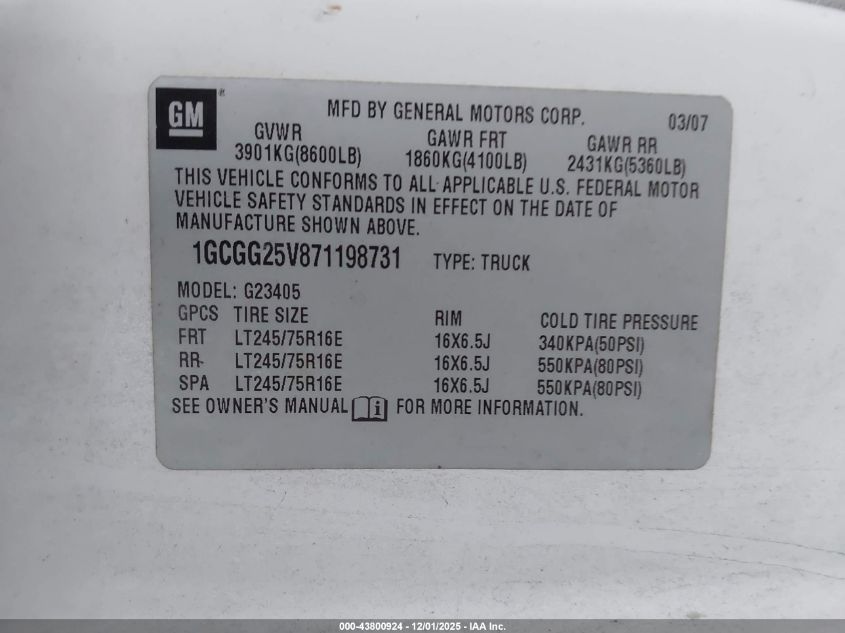 GM®
MFD BY GENERAL MOTORS CORP. 03/07
GVWR GAWR FRT GAWR RR
3901KG(8600LB) 1860KG(4100LB) 2431KG(5360LB)
THIS VEHICLE CONFORMS TO ALL APPLICABLE U.S. FEDERAL MOTOR
VEHICLE SAFETY STANDARDS IN EFFECT ON THE DATE OF
MANUFACTURE SHOWN ABOVE.
1GCGG25V871198731 TYPE: TRUCK
MODEL: G23405
GPCS TIRE SIZE RIM COLD TIRE PRESSURE
FRT LT245/75R16E 16X6.5J 340KPA(50PSI)
RR LT245/75R16E 16X6.5J 550KPA(80PSI)
SPA LT245/75R16E 16X6.5J 550KPA(80PSI)
SEE OWNER'S MANUAL i FOR MORE INFORMATION.
000-43800924 - 12/01/2025 - IAA Inc.